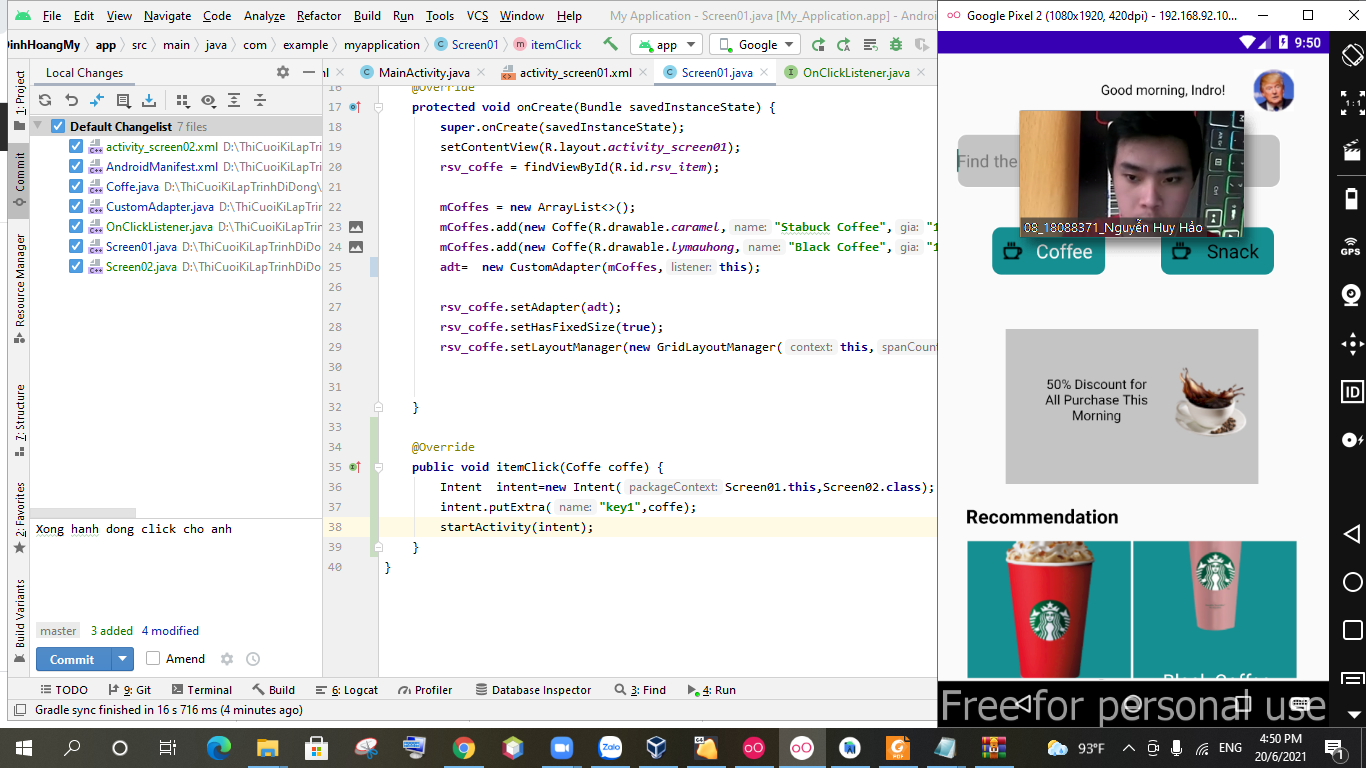 File Edit View Navigate Code Analyze Refactor Build Run Tools VCS Window Help My Application - Screen01.java [My_Application.app] - Androi
Google Pixel 2 (1080x1920, 420dpi) - 192.168.92.10...
DinhHoangMy app src main java com example myapplication Screen01 itemClick app Google
9:50
1: Project
Local Changes
MainActivity.java activity_screen01.xml Screen01.java OnClickListener.java
Default Changelist 7 files
activity_screen02.xml D:\ThiCuoiKiLapTri
AndroidManifest.xml D:\ThiCuoiKiLapTri
Coffe.java D:\ThiCuoiKiLapTrinhDiDong\
CustomAdapter.java D:\ThiCuoiKiLapTrin
OnClickListener.java D:\ThiCuoiKiLapTrin
Screen01.java D:\ThiCuoiKiLapTrinhDiDo
Screen02.java D:\ThiCuoiKiLapTrinhDiDo
Commit
Resource Manager
7: Structure
2: Favorites
Build Variants
Xong hanh dong click cho anh
master 3 added 4 modified
Commit Amend
16 @Override
17 protected void onCreate(Bundle savedInstanceState) {
18 super.onCreate(savedInstanceState);
19 setContentView(R.layout.activity_screen01);
20 rsv_coffe = findViewById(R.id.rsv_item);
21
22 mCoffes = new ArrayList<>();
23 mCoffes.add(new Coffe(R.drawable.caramel, name: "Stabuck Coffee", gia: "1
24 mCoffes.add(new Coffe(R.drawable.lymauhong, name: "Black Coffee", gia: "1
25 adt= new CustomAdapter(mCoffes, listener: this);
26
27 rsv_coffe.setAdapter(adt);
28 rsv_coffe.setHasFixedSize(true);
29 rsv_coffe.setLayoutManager(new GridLayoutManager( context: this, spanCount
30
31
32 }
33
34 @Override
35 public void itemClick(Coffe coffe) {
36 Intent intent=new Intent( packageContext: Screen01.this,Screen02.class);
37 intent.putExtra( name: "key1",coffe);
38 startActivity(intent);
39 }
40 }
Good morning, Indro!
Find the
08_18088371_Nguyễn Huy Hảo
Coffee Snack
50% Discount for
All Purchase This
Morning
Recommendation
Black Coffee
Free for personal use
1:1
GPS
ID
TODO 9: Git Terminal Build 6: Logcat Profiler Database Inspector 3: Find 4: Run
Gradle sync finished in 16 s 716 ms (4 minutes ago)
Zalo
64
PDF
93°F ENG 4:50 PM
20/6/2021
1